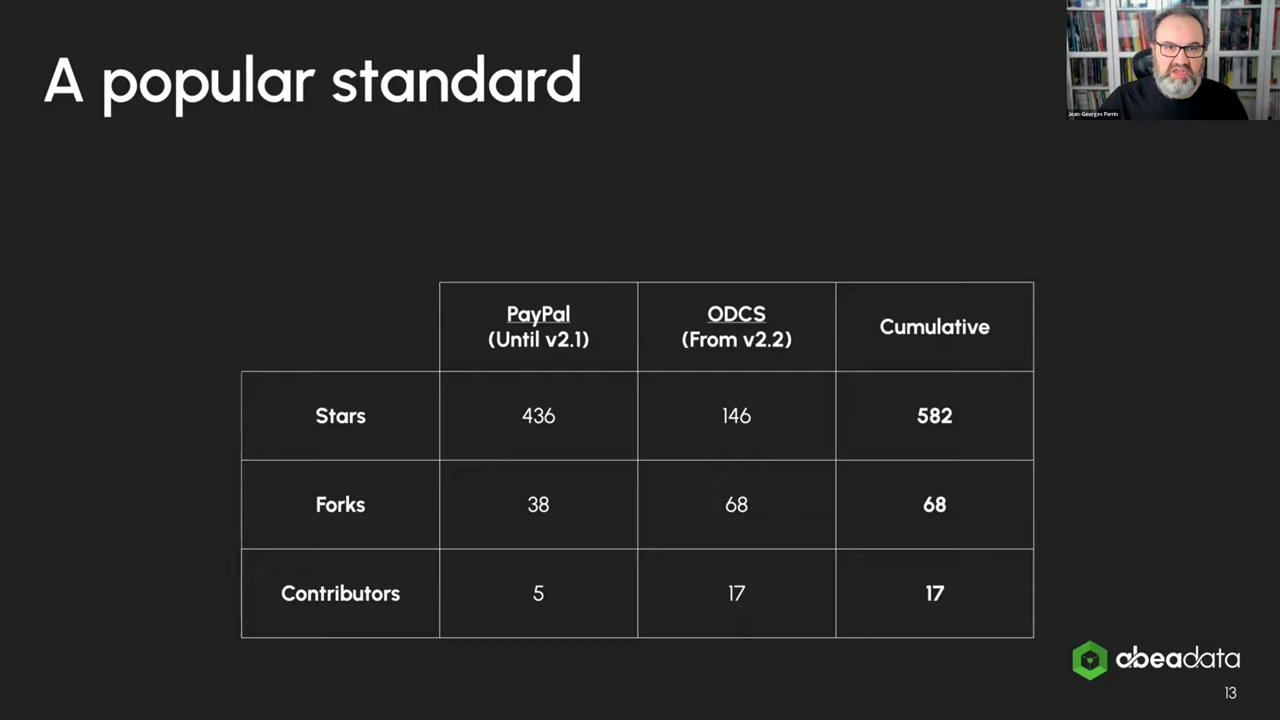 A popular standard
Jean-Georges Perrin
PayPal
(Until v2.1)
ODCS
(From v2.2)
Cumulative
Stars
436
146
582
Forks
38
68
68
Contributors
5
17
17
abeadata
13